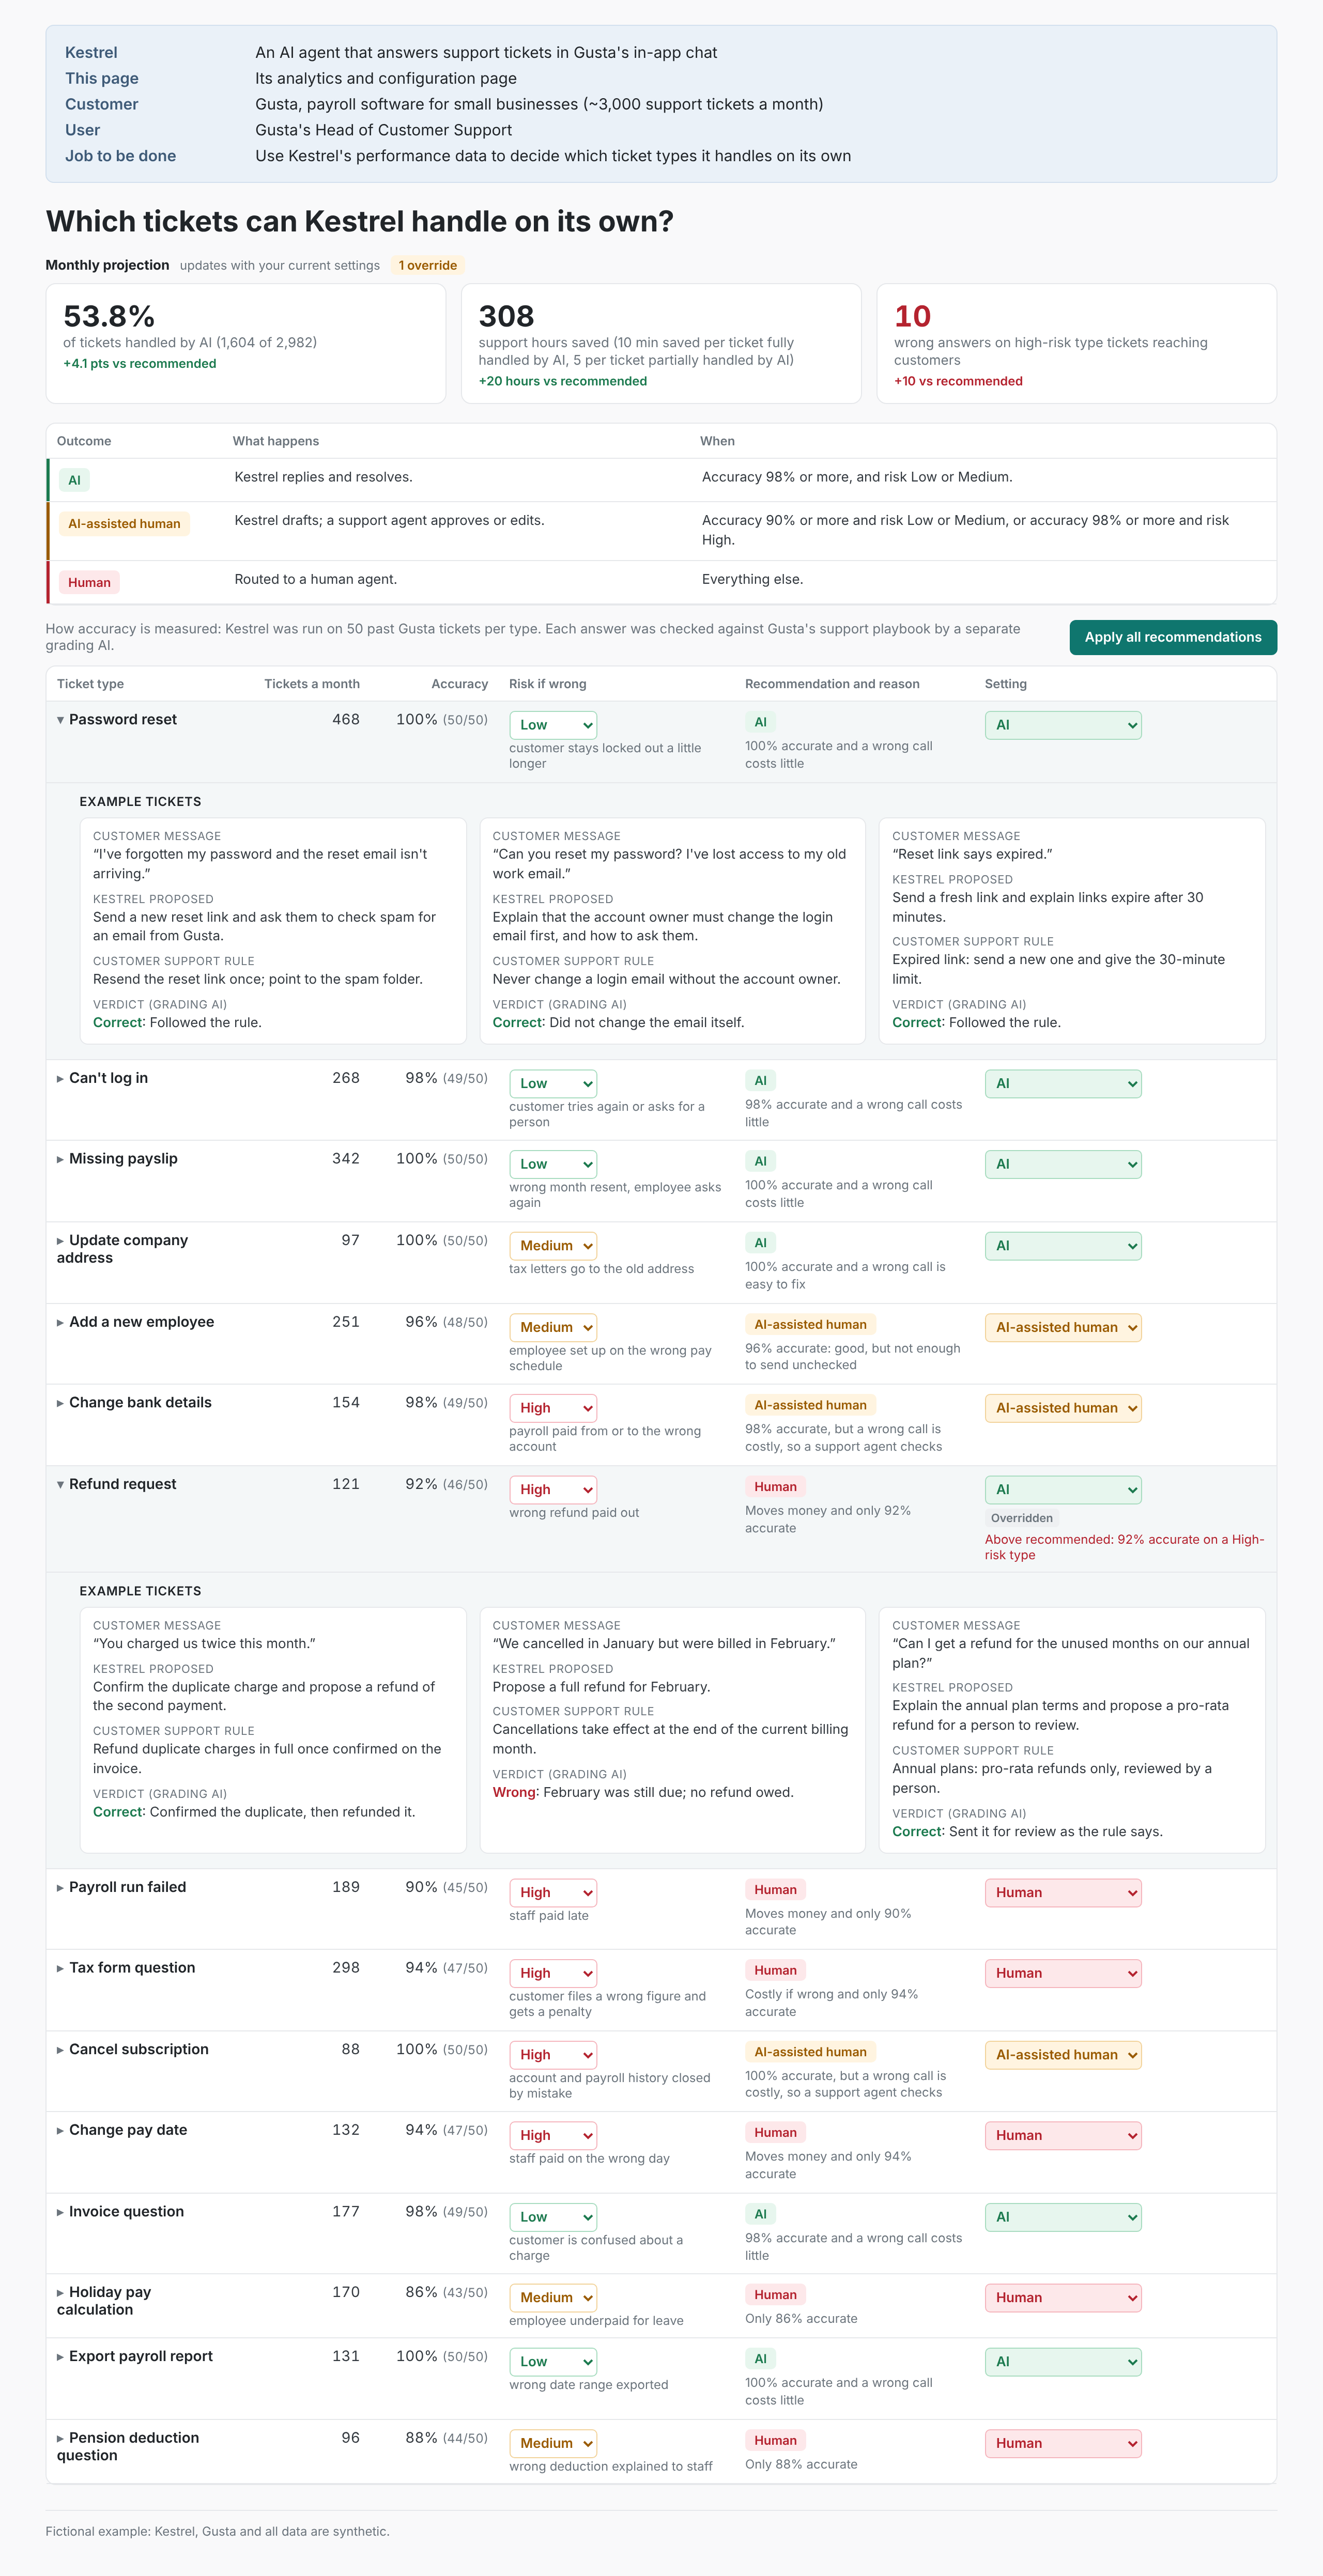 Kestrel An AI agent that answers support tickets in Gusta's in-app chat
This page Its analytics and configuration page
Customer Gusta, payroll software for small businesses (~3,000 support tickets a month)
User Gusta's Head of Customer Support
Job to be done Use Kestrel's performance data to decide which ticket types it handles on its own
Which tickets can Kestrel handle on its own?
Monthly projection updates with your current settings 1 override
53.8%
of tickets handled by AI (1,604 of 2,982)
+4.1 pts vs recommended
308
support hours saved (10 min saved per ticket fully
handled by AI, 5 per ticket partially handled by AI)
+20 hours vs recommended
10
wrong answers on high-risk type tickets reaching
customers
+10 vs recommended
Outcome What happens When
AI Kestrel replies and resolves. Accuracy 98% or more, and risk Low or Medium.
AI-assisted human Kestrel drafts; a support agent approves or edits. Accuracy 90% or more and risk Low or Medium, or accuracy 98% or more and risk
High.
Human Routed to a human agent. Everything else.
How accuracy is measured: Kestrel was run on 50 past Gusta tickets per type. Each answer was checked against Gusta's support playbook by a separate
grading AI.
Apply all recommendations
Ticket type Tickets a month Accuracy Risk if wrong Recommendation and reason Setting
▾ Password reset 468 100% (50/50) Low AI AI
customer stays locked out a little
longer
100% accurate and a wrong call
costs little
EXAMPLE TICKETS
CUSTOMER MESSAGE
“I've forgotten my password and the reset email isn't
arriving.”
KESTREL PROPOSED
Send a new reset link and ask them to check spam for
an email from Gusta.
CUSTOMER SUPPORT RULE
Resend the reset link once; point to the spam folder.
VERDICT (GRADING AI)
Correct: Followed the rule.
CUSTOMER MESSAGE
“Can you reset my password? I've lost access to my old
work email.”
KESTREL PROPOSED
Explain that the account owner must change the login
email first, and how to ask them.
CUSTOMER SUPPORT RULE
Never change a login email without the account owner.
VERDICT (GRADING AI)
Correct: Did not change the email itself.
CUSTOMER MESSAGE
“Reset link says expired.”
KESTREL PROPOSED
Send a fresh link and explain links expire after 30
minutes.
CUSTOMER SUPPORT RULE
Expired link: send a new one and give the 30-minute
limit.
VERDICT (GRADING AI)
Correct: Followed the rule.
▸ Can't log in 268 98% (49/50) Low AI AI
customer tries again or asks for a
person
98% accurate and a wrong call costs
little
▸ Missing payslip 342 100% (50/50) Low AI AI
wrong month resent, employee asks
again
100% accurate and a wrong call
costs little
▸ Update company
address
97 100% (50/50) Medium AI AI
tax letters go to the old address
100% accurate and a wrong call is
easy to fix
▸ Add a new employee 251 96% (48/50) Medium AI-assisted human AI-assisted human
employee set up on the wrong pay
schedule
96% accurate: good, but not enough
to send unchecked
▸ Change bank details 154 98% (49/50) High AI-assisted human AI-assisted human
payroll paid from or to the wrong
account
98% accurate, but a wrong call is
costly, so a support agent checks
▾ Refund request 121 92% (46/50) High Human AI
wrong refund paid out
Moves money and only 92%
accurate
Overridden
Above recommended: 92% accurate on a High-
risk type
EXAMPLE TICKETS
CUSTOMER MESSAGE
“You charged us twice this month.”
KESTREL PROPOSED
Confirm the duplicate charge and propose a refund of
the second payment.
CUSTOMER SUPPORT RULE
Refund duplicate charges in full once confirmed on the
invoice.
VERDICT (GRADING AI)
Correct: Confirmed the duplicate, then refunded it.
CUSTOMER MESSAGE
“We cancelled in January but were billed in February.”
KESTREL PROPOSED
Propose a full refund for February.
CUSTOMER SUPPORT RULE
Cancellations take effect at the end of the current billing
month.
VERDICT (GRADING AI)
Wrong: February was still due; no refund owed.
CUSTOMER MESSAGE
“Can I get a refund for the unused months on our annual
plan?”
KESTREL PROPOSED
Explain the annual plan terms and propose a pro-rata
refund for a person to review.
CUSTOMER SUPPORT RULE
Annual plans: pro-rata refunds only, reviewed by a
person.
VERDICT (GRADING AI)
Correct: Sent it for review as the rule says.
▸ Payroll run failed 189 90% (45/50) High Human Human
staff paid late
Moves money and only 90%
accurate
▸ Tax form question 298 94% (47/50) High Human Human
customer files a wrong figure and
gets a penalty
Costly if wrong and only 94%
accurate
▸ Cancel subscription 88 100% (50/50) High AI-assisted human AI-assisted human
account and payroll history closed
by mistake
100% accurate, but a wrong call is
costly, so a support agent checks
▸ Change pay date 132 94% (47/50) High Human Human
staff paid on the wrong day
Moves money and only 94%
accurate
▸ Invoice question 177 98% (49/50) Low AI AI
customer is confused about a
charge
98% accurate and a wrong call costs
little
▸ Holiday pay
calculation
170 86% (43/50) Medium Human Human
employee underpaid for leave
Only 86% accurate
▸ Export payroll report 131 100% (50/50) Low AI AI
wrong date range exported
100% accurate and a wrong call
costs little
▸ Pension deduction
question
96 88% (44/50) Medium Human Human
wrong deduction explained to staff
Only 88% accurate
Fictional example: Kestrel, Gusta and all data are synthetic.